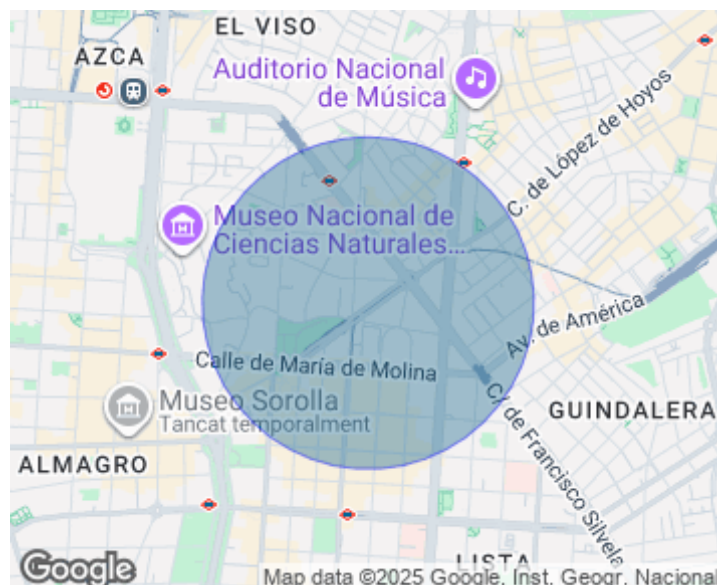 EL VISO
AZCA
Auditorio Nacional
de Música
C. de López de Hoyos
Museo Nacional de
Ciencias Naturales....
Av. de América
Calle de María de Molina
Museo Sorolla
Tancat temporalment
C/ de Francisco Silvela
GUINDALERA
ALMAGRO
LISTA
Google
Map data ©2025 Google, Inst. Geogr. Nacional